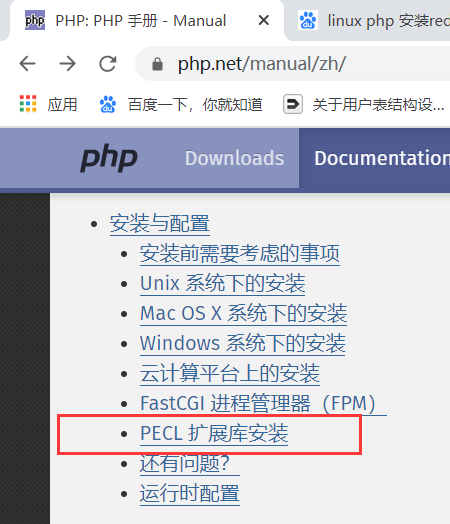 PHP: PHP 手册 - Manual
linux php 安装red
php.net/manual/zh/
应用
百度一下，你就知道
关于用户表结构设...
php
Downloads
Documentation
安装与配置
安装前需要考虑的事项
Unix 系统下的安装
Mac OS X 系统下的安装
Windows 系统下的安装
云计算平台上的安装
FastCGI 进程管理器（FPM）
PECL 扩展库安装
还有问题？
运行时配置